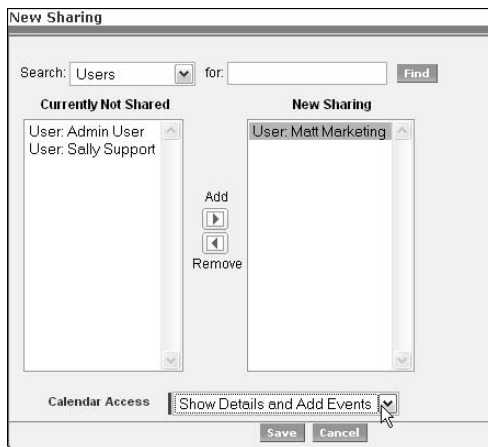 New Sharing
Search: Users for: Find
Currently Not Shared
New Sharing
User: Admin User
User: Sally Support
User: Matt Marketing
Add
Remove
Calendar Access Show Details and Add Events
Save Cancel